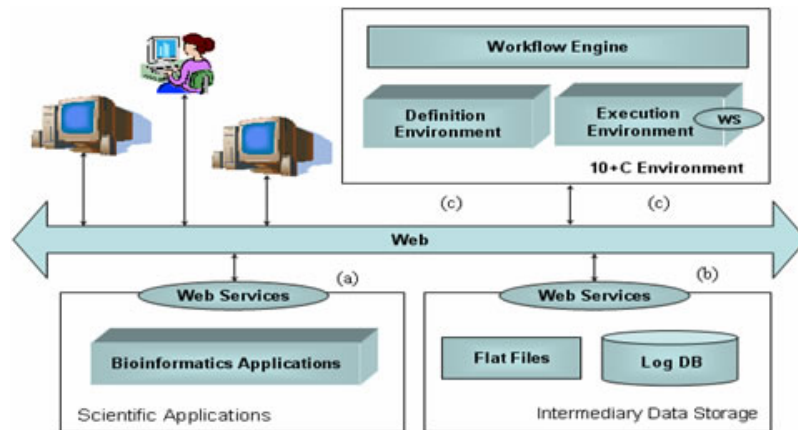 Workflow Engine
Definition
Environment
Execution
Environment
WS
10+C Environment
(c)
(c)
Web
(a)
(b)
Web Services
Web Services
Bioinformatics Applications
Flat Files
Log DB
Scientific Applications
Intermediary Data Storage